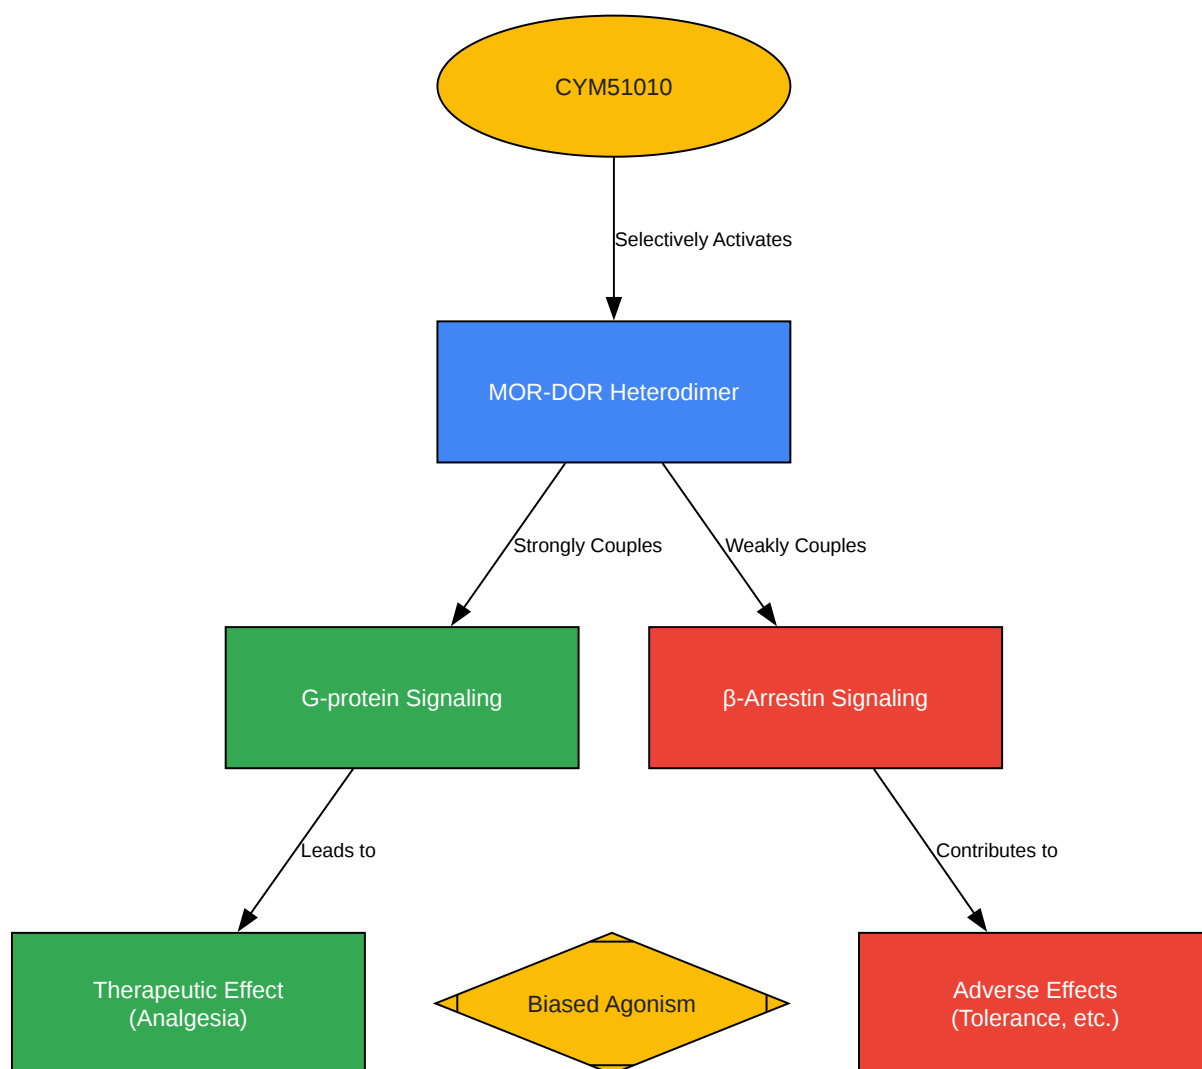 CYM51010
Selectively Activates
MOR-DOR Heterodimer
Strongly Couples
Weakly Couples
G-protein Signaling
β-Arrestin Signaling
Leads to
Contributes to
Therapeutic Effect
(Analgesia)
Biased Agonism
Adverse Effects
(Tolerance, etc.)